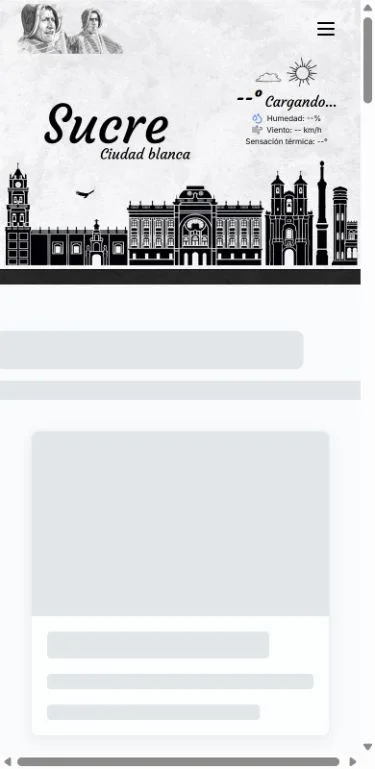 --° Cargando...
Humedad: --%
Viento: -- km/h
Sensación térmica: --°
Sucre
Ciudad blanca